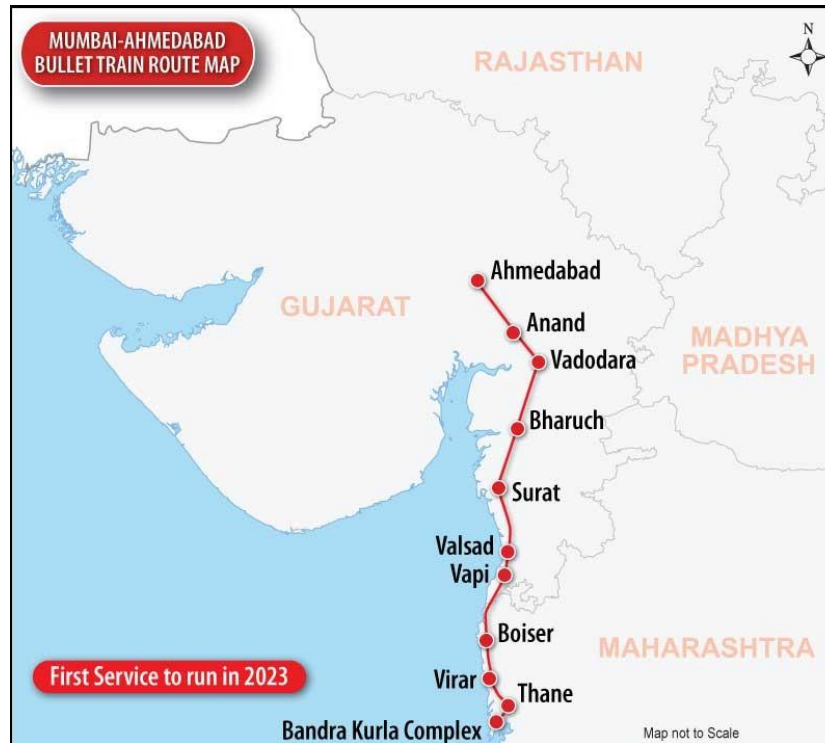 MUMBAI-AHMEDABAD
BULLET TRAIN ROUTE MAP
N
RAJASTHAN
Ahmedabad
GUJARAT
Anand
MADHYA
PRADESH
Vadodara
Bharuch
Surat
Valsad
Vapi
Boiser
MAHARASHTRA
First Service to run in 2023
Virar
Thane
Bandra Kurla Complex
Map not to Scale